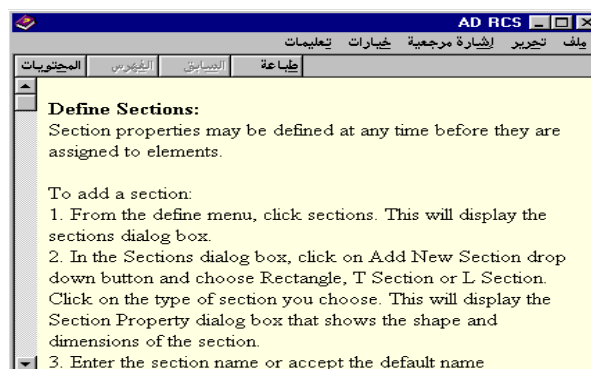 AD RCS
ملف تحرير إشارة مرجعية خيارات تعليمات
المحتويات الفهرس السابق طباعة
Define Sections:
Section properties may be defined at any time before they are
assigned to elements.
To add a section:
1. From the define menu, click sections. This will display the
sections dialog box.
2. In the Sections dialog box, click on Add New Section drop
down button and choose Rectangle, T Section or L Section.
Click on the type of section you choose. This will display the
Section Property dialog box that shows the shape and
dimensions of the section.
3. Enter the section name or accept the default name